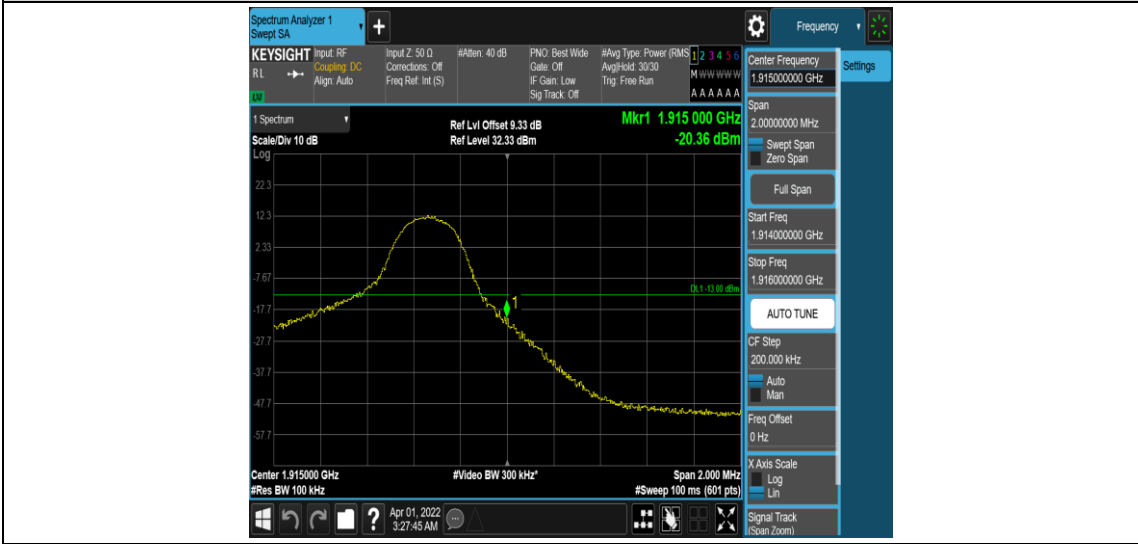 Spectrum Analyzer 1
Swept SA
+
Frequency
KEYSIGHT
RL
Input: RF
Coupling: DC
Align: Auto
Input Z: 50 Ω
Corrections: Off
Freq Ref: Int (S)
#Atten: 40 dB
PNO: Best Wide
Gate: Off
IF Gain: Low
Sig Track: Off
#Avg Type: Power (RMS
Avg|Hold: 30/30
Trig: Free Run
1 2 3 4 5 6
M W W W W W
A A A A A A
1 Spectrum
Scale/Div 10 dB
Log
Ref Lvl Offset 9.33 dB
Ref Level 32.33 dBm
Mkr1 1.915 000 GHz
-20.36 dBm
22.3
12.3
2.33
-7.67
-17.7
-27.7
-37.7
-47.7
-57.7
DL1 -13.00 dBm
1
Center 1.915000 GHz
#Res BW 100 kHz
#Video BW 300 kHz*
Span 2.000 MHz
#Sweep 100 ms (601 pts)
Center Frequency
1.915000000 GHz
Settings
Span
2.00000000 MHz
Swept Span
Zero Span
Full Span
Start Freq
1.914000000 GHz
Stop Freq
1.916000000 GHz
AUTO TUNE
CF Step
200.000 kHz
Auto
Man
Freq Offset
0 Hz
X Axis Scale
Log
Lin
Signal Track
(Span Zoom)
?
Apr 01, 2022
3:27:45 AM